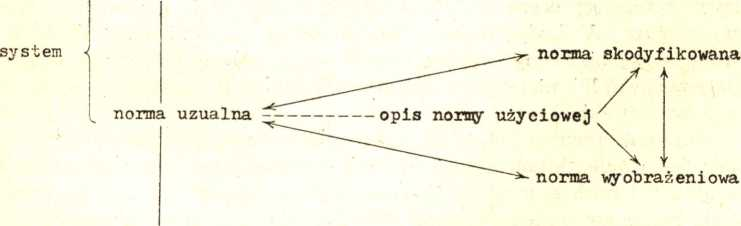 system
norma skodyfikowana
norma uzualna
opis normy użyciowej
norma wyobrażeniowa